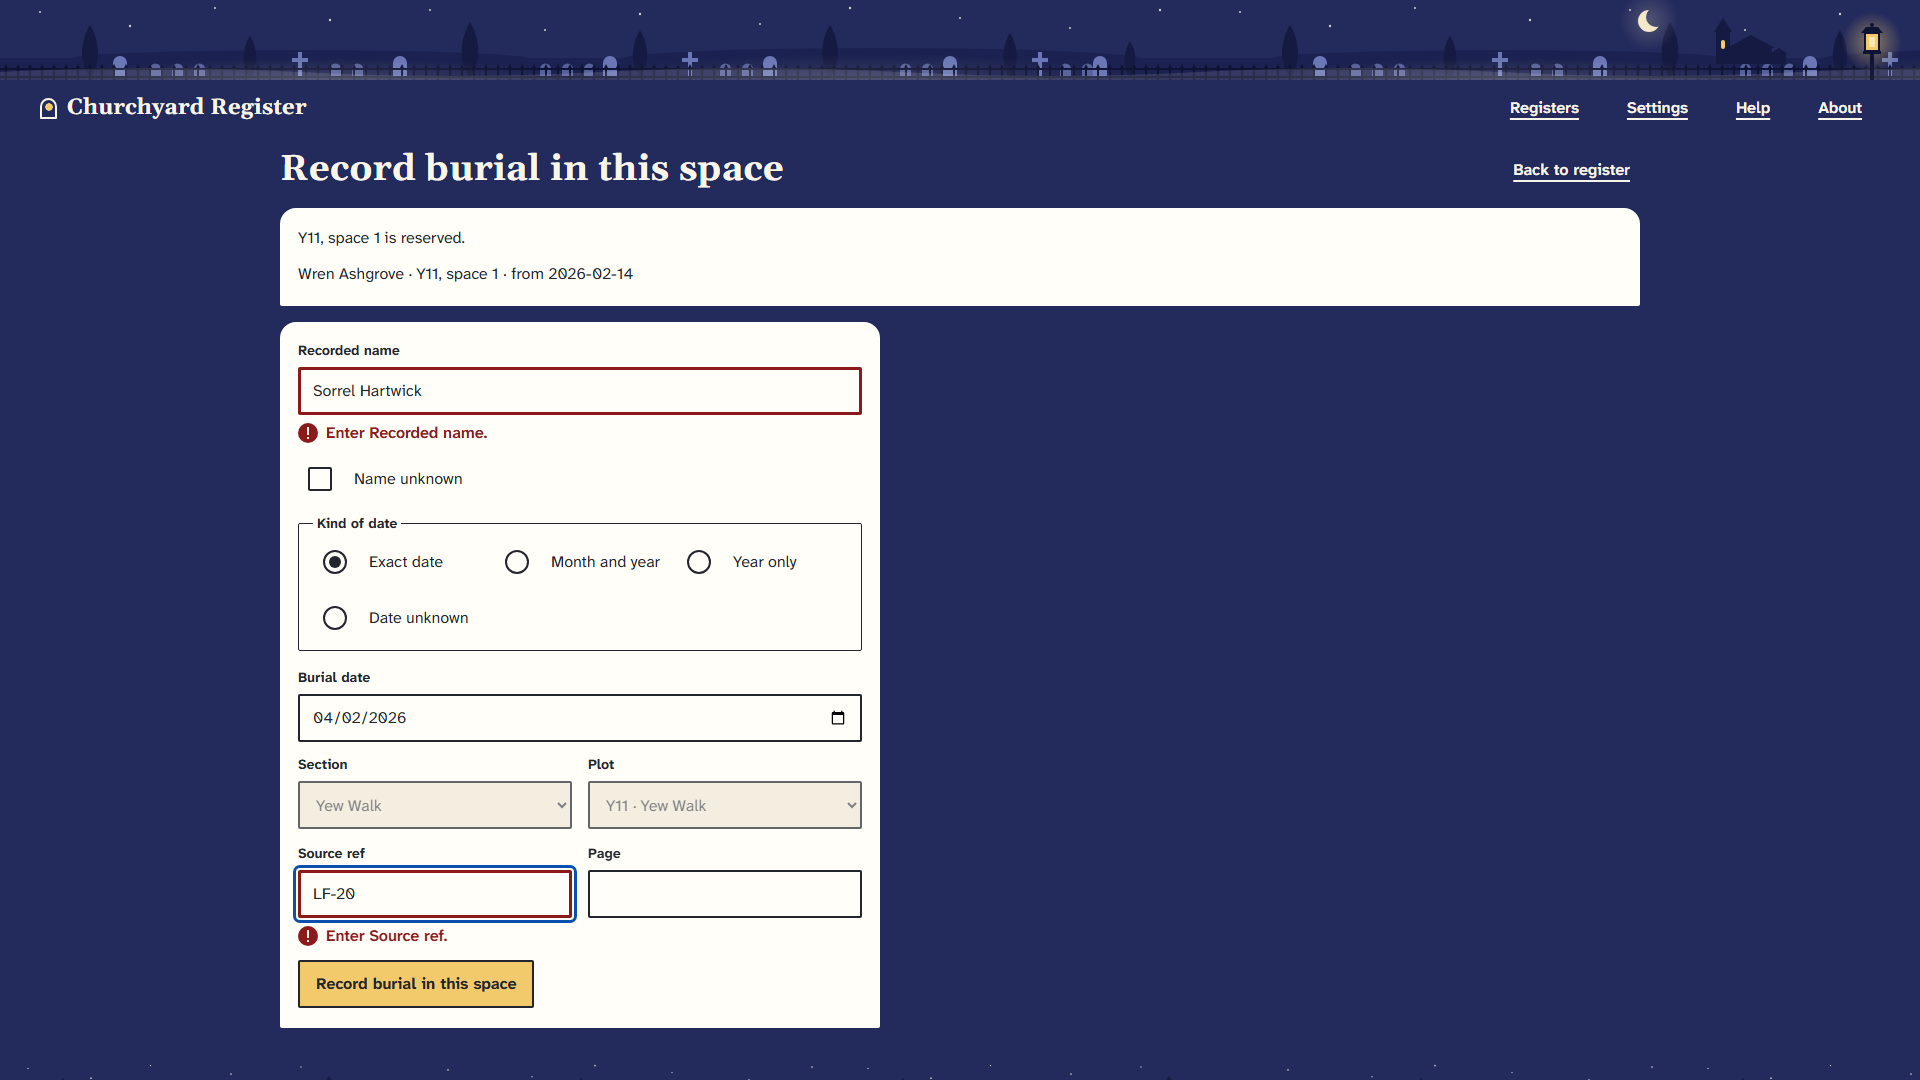 Churchyard Register
Registers
Settings
Help
About
Record burial in this space
Back to register
Y11, space 1 is reserved.
Wren Ashgrove · Y11, space 1 · from 2026-02-14
Recorded name
Sorrel Hartwick
Enter Recorded name.
Name unknown
Kind of date
Exact date
Month and year
Year only
Date unknown
Burial date
04/02/2026
Section
Plot
Yew Walk
Y11 · Yew Walk
Source ref
Page
LF-20
Enter Source ref.
Record burial in this space